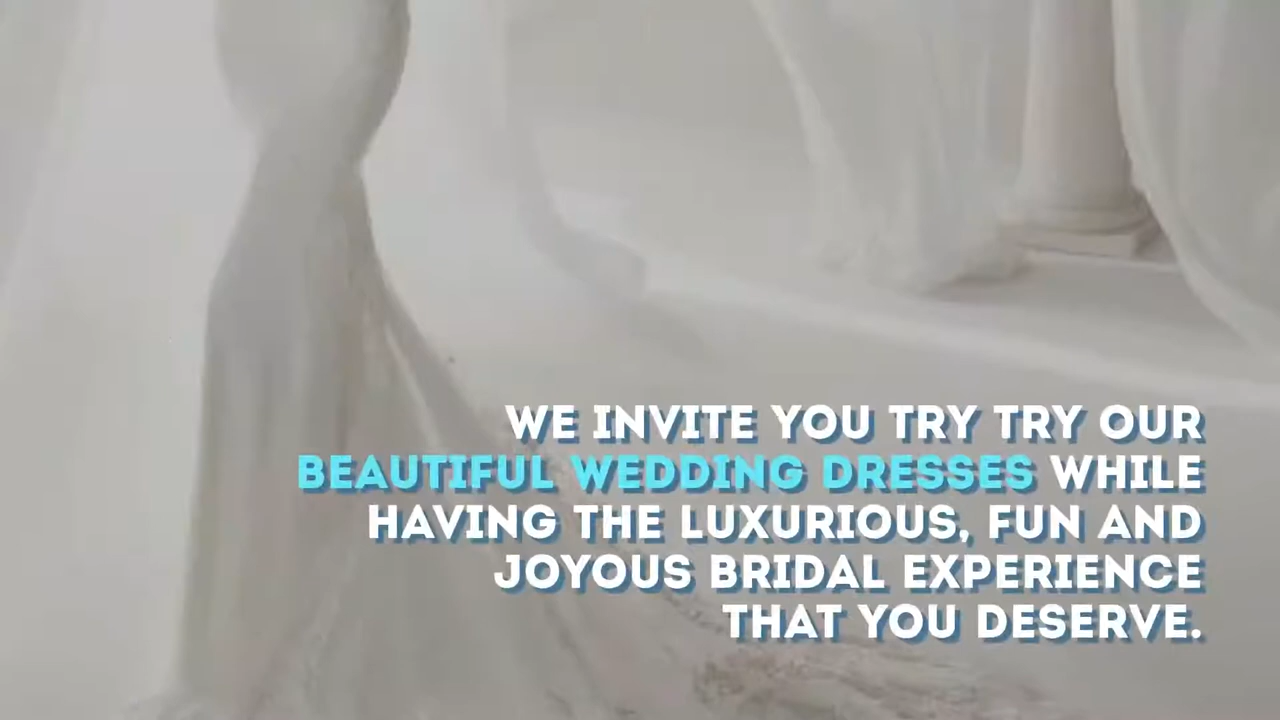 WE INVITE YOU TRY TRY OUR
BEAUTIFUL WEDDING DRESSES WHILE
HAVING THE LUXURIOUS, FUN AND
JOYOUS BRIDAL EXPERIENCE
THAT YOU DESERVE.